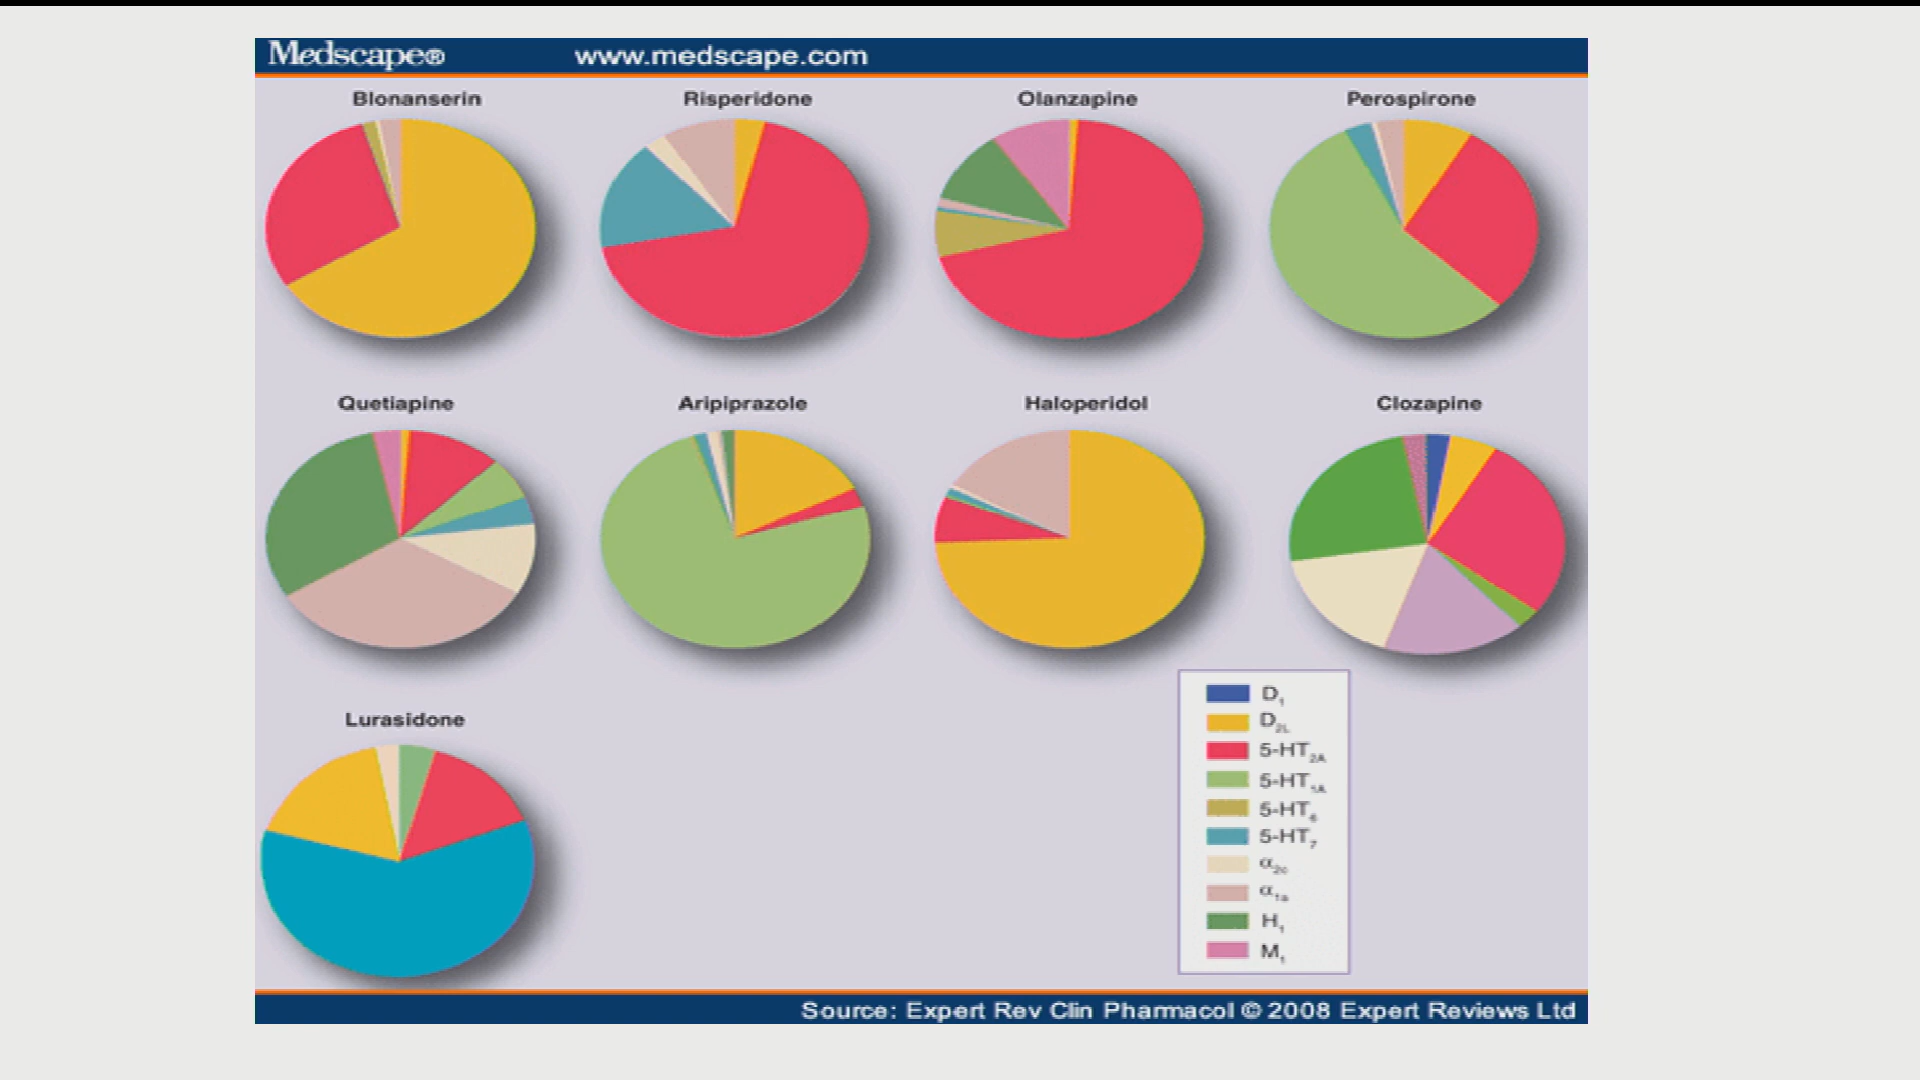 Medscape® www.medscape.com
Blonanserin Risperidone Olanzapine Perospirone
Quetiapine Aripiprazole Haloperidol Clozapine
Lurasidone
D₁
D₂L
5-HT₂A
5-HT₁A
5-HT₆
5-HT₇
α₂c
α₁a
H₁
M₁
Source: Expert Rev Clin Pharmacol © 2008 Expert Reviews Ltd